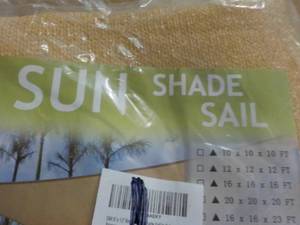 SUN SHADE
SAIL
▲ 10 x 10 x 10 FT
▲ 12 x 12 x 12 FT
▲ 16 x 16 x 16 FT
▲ 20 x 20 x 20 FT
▲ 16 x 16 x 23 FT